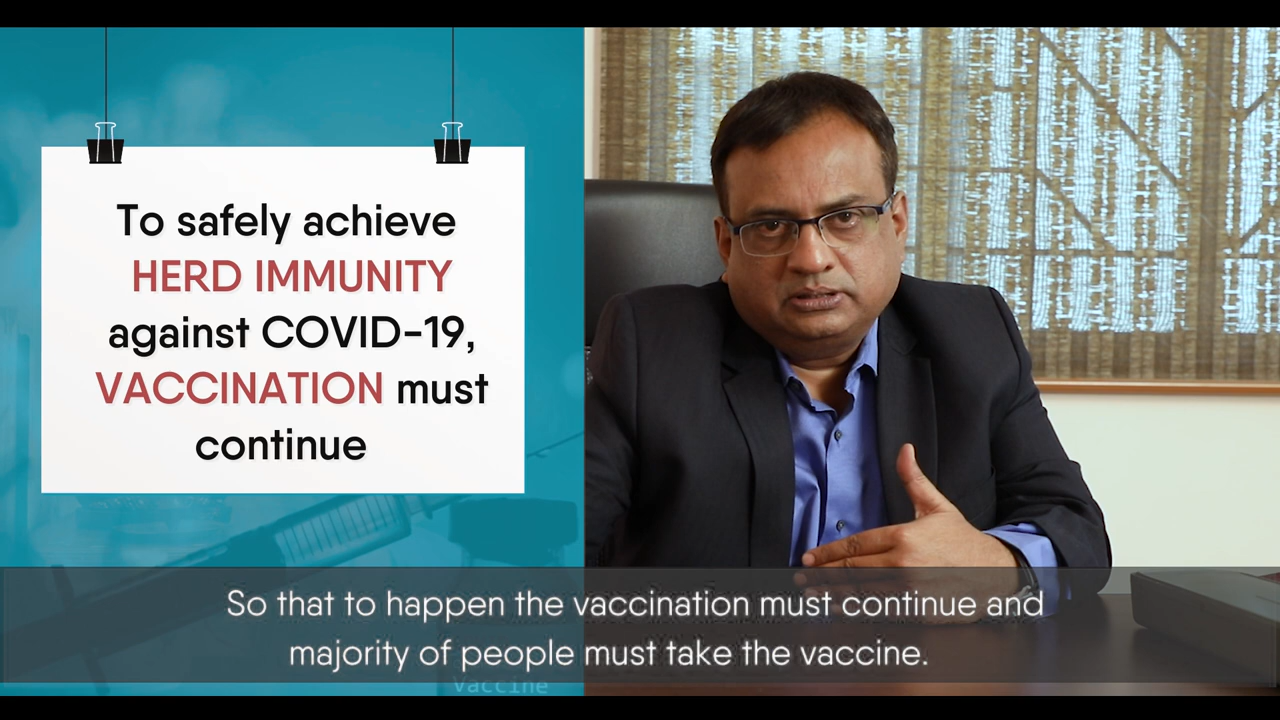 To safely achieve
HERD IMMUNITY
against COVID-19,
VACCINATION must
continue
So that to happen the vaccination must continue and
majority of people must take the vaccine.
Vaccine